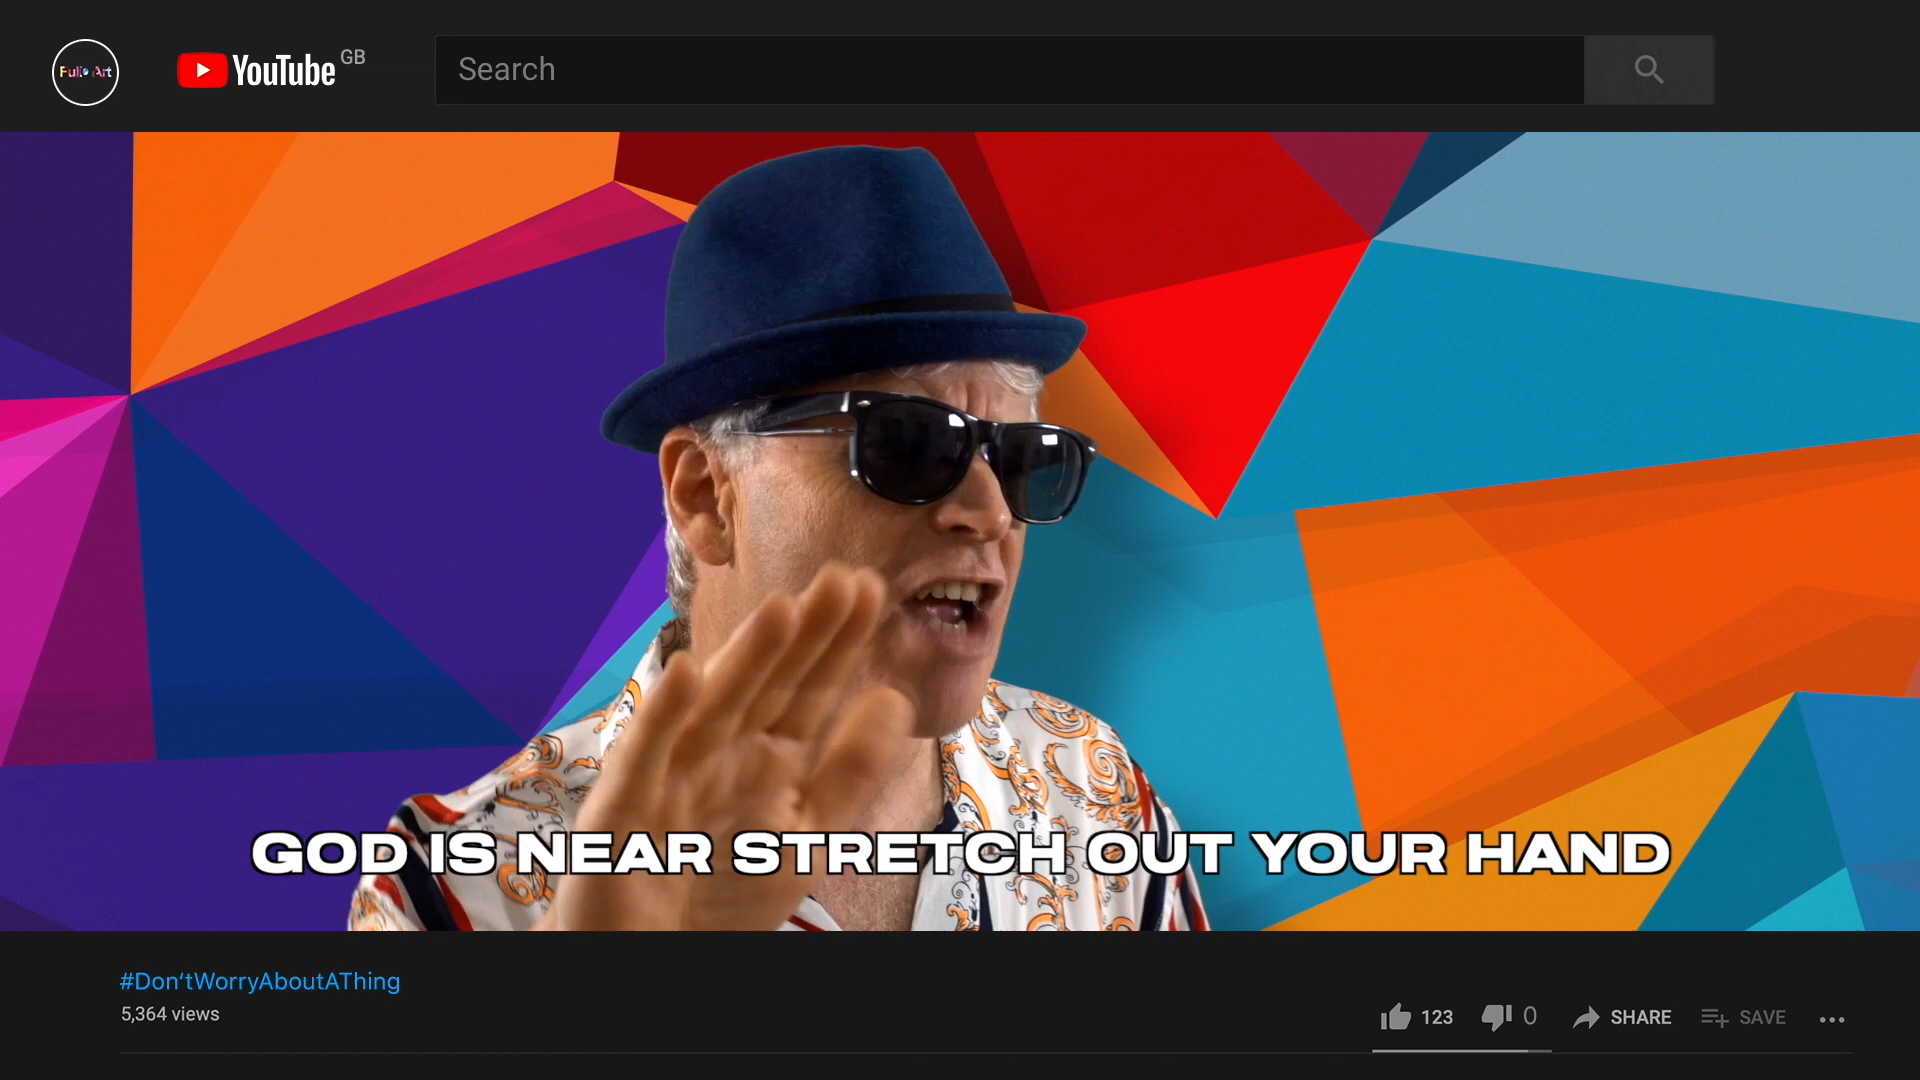 Fulfo Art
YouTube GB
Search
GOD IS NEAR STRETCH OUT YOUR HAND
#Don‘tWorryAboutAThing
5,364 views
123
0
SHARE
SAVE